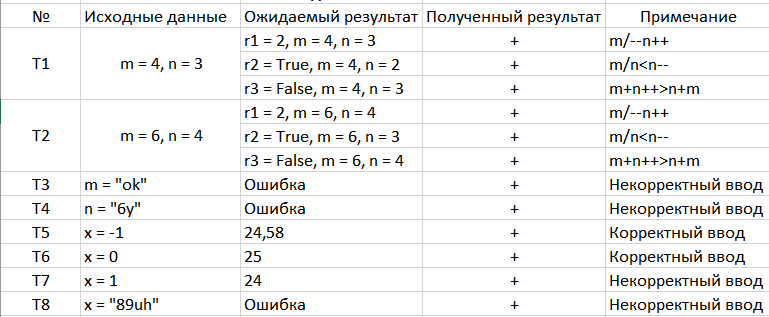 № Исходные данные Ожидаемый результат Полученный результат Примечание
T1 m = 4, n = 3 r1 = 2, m = 4, n = 3 + m/--n++
r2 = True, m = 4, n = 2 + m/n<n--
r3 = False, m = 4, n = 3 + m+n++>n+m
T2 m = 6, n = 4 r1 = 2, m = 6, n = 4 + m/--n++
r2 = True, m = 6, n = 3 + m/n<n--
r3 = False, m = 6, n = 4 + m+n++>n+m
T3 m = "ok" Ошибка + Некорректный ввод
T4 n = "бу" Ошибка + Некорректный ввод
T5 x = -1 24,58 + Корректный ввод
T6 x = 0 25 + Корректный ввод
T7 x = 1 24 + Некорректный ввод
T8 x = "89uh" Ошибка + Некорректный ввод